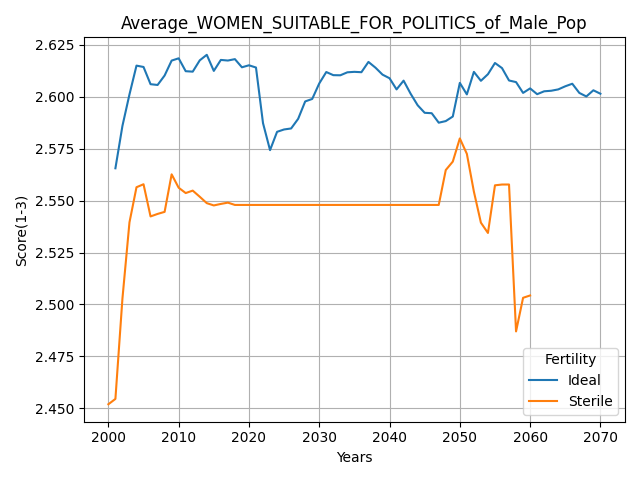 Average_WOMEN_SUITABLE_FOR_POLITICS_of_Male_Pop
Score(1-3)
2.625
2.600
2.575
2.550
2.525
2.500
2.475
2.450
Fertility
Ideal
Sterile
2000 2010 2020 2030 2040 2050 2060 2070
Years